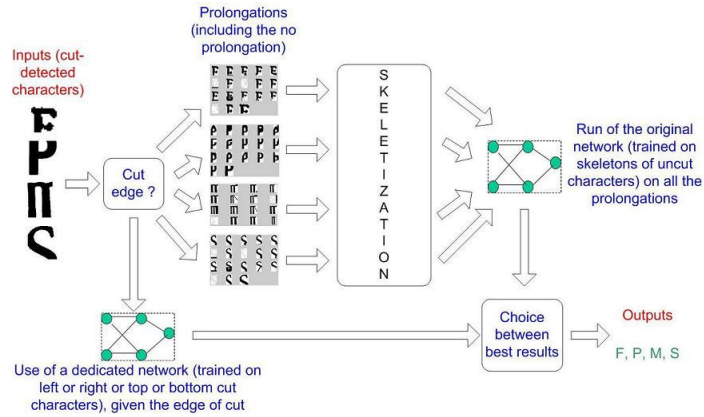 Prolongations
(including the no
prolongation)
Inputs (cut-
detected
characters)
Cut
edge ?
S
K
E
L
E
T
I
Z
A
T
I
O
N
Run of the original
network (trained on
skeletons of uncut
characters) on all the
prolongations
Use of a dedicated network (trained on
left or right or top or bottom cut
characters), given the edge of cut
Choice
between
best results
Outputs
F, P, M, S